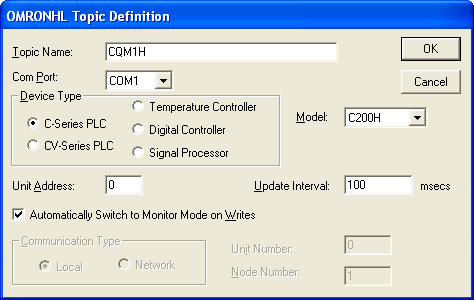 OMRONHL Topic Definition
Topic Name: CQM1H OK
Com Port: COM1 Cancel
Device Type
Temperature Controller
C-Series PLC Digital Controller Model: C200H
CV-Series PLC Signal Processor
Unit Address: 0 Update Interval: 100 msecs
Automatically Switch to Monitor Mode on Writes
Communication Type
Local Network
Unit Number: 0
Node Number: 1